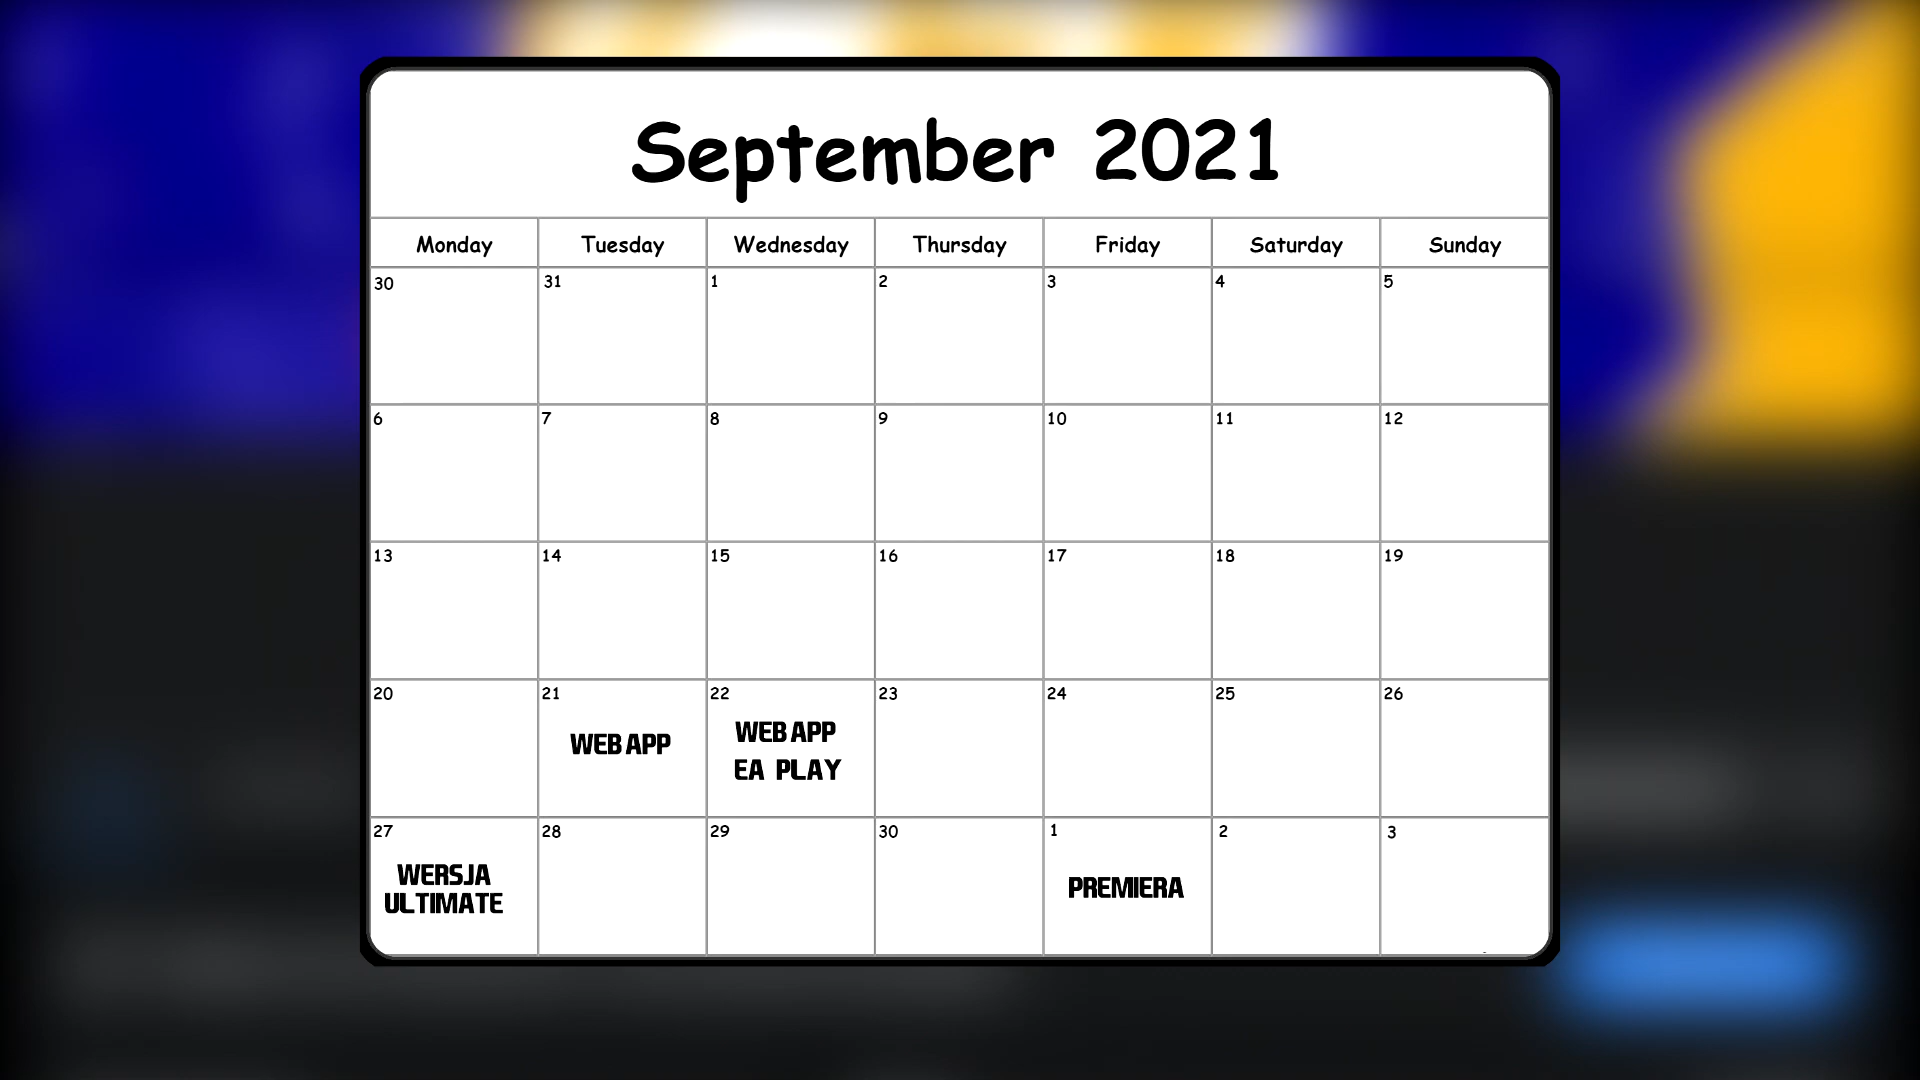 September 2021
Monday Tuesday Wednesday Thursday Friday Saturday Sunday
30 31 1 2 3 4 5
6 7 8 9 10 11 12
13 14 15 16 17 18 19
20 21 22 23 24 25 26
WEB APP
WEB APP
EA PLAY
27 28 29 30 1 2 3
WERSJA
ULTIMATE
PREMIERA